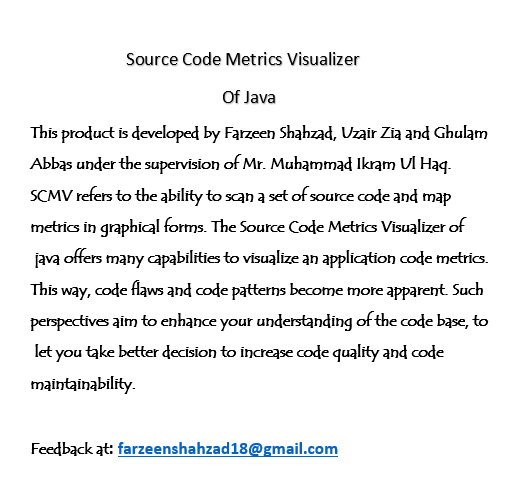 Source Code Metrics Visualizer
Of Java
This product is developed by Farzeen Shahzad, Uzair Zia and Ghulam
Abbas under the supervision of Mr. Muhammad Ikram Ul Haq.
SCMV refers to the ability to scan a set of source code and map
metrics in graphical forms. The Source Code Metrics Visualizer of
java offers many capabilities to visualize an application code metrics.
This way, code flaws and code patterns become more apparent. Such
perspectives aim to enhance your understanding of the code base, to
let you take better decision to increase code quality and code
maintainability.
Feedback at: farzeenshahzad18@gmail.com